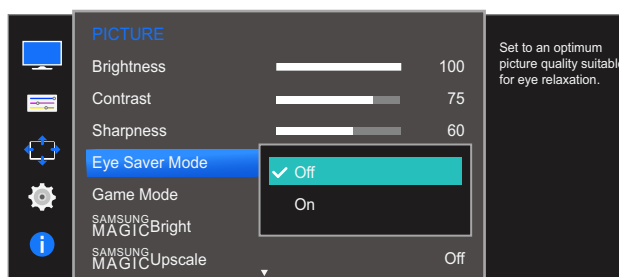 PICTURE
Brightness 100
Contrast 75
Sharpness 60
Eye Saver Mode
Off
On
Game Mode
SAMSUNG
MAGICBright
SAMSUNG
MAGICUpscale Off
Set to an optimum
picture quality suitable
for eye relaxation.